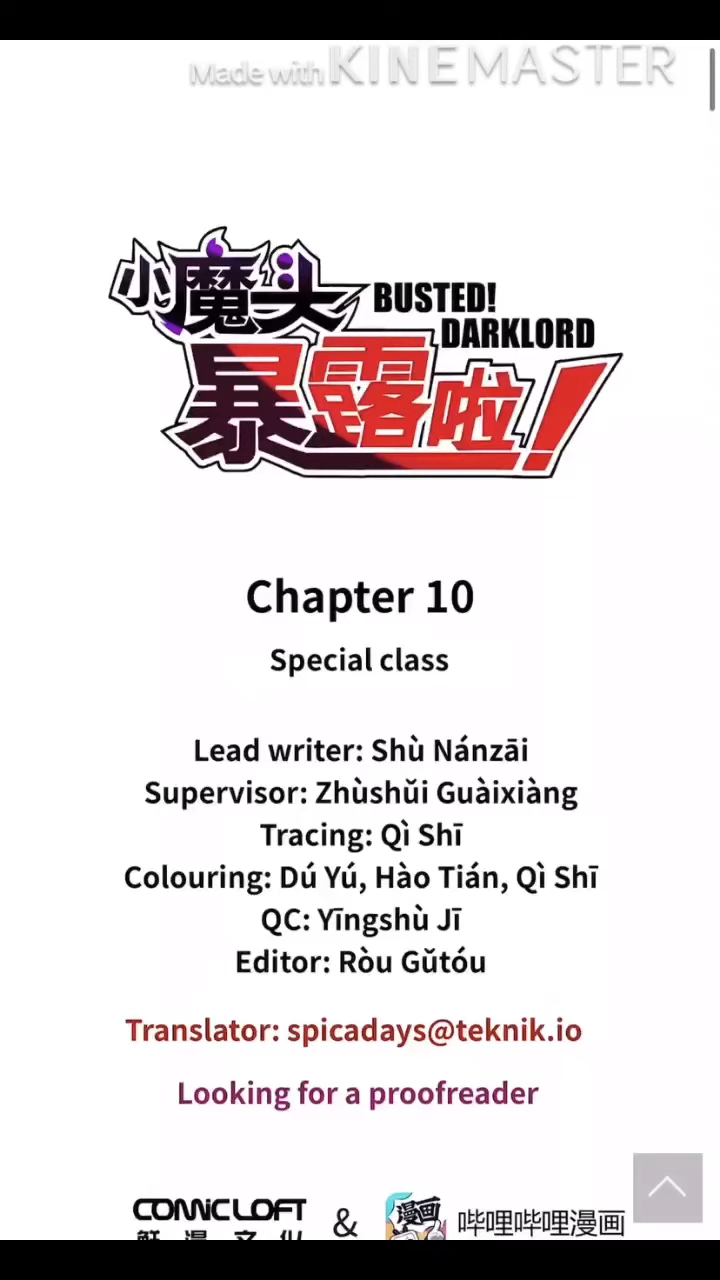 Made with KINEMASTER
小魔头
BUSTED!
DARKLORD
暴露啦!
Chapter 10
Special class
Lead writer: Shù Nánzāi
Supervisor: Zhùshǔi Guàixiàng
Tracing: Qì Shī
Colouring: Dú Yú, Hào Tián, Qì Shī
QC: Yīngshù Jī
Editor: Ròu Gǔtóu
Translator: spicadays@teknik.io
Looking for a proofreader
COMiC LOFT & 漫画 哔哩哔哩漫画